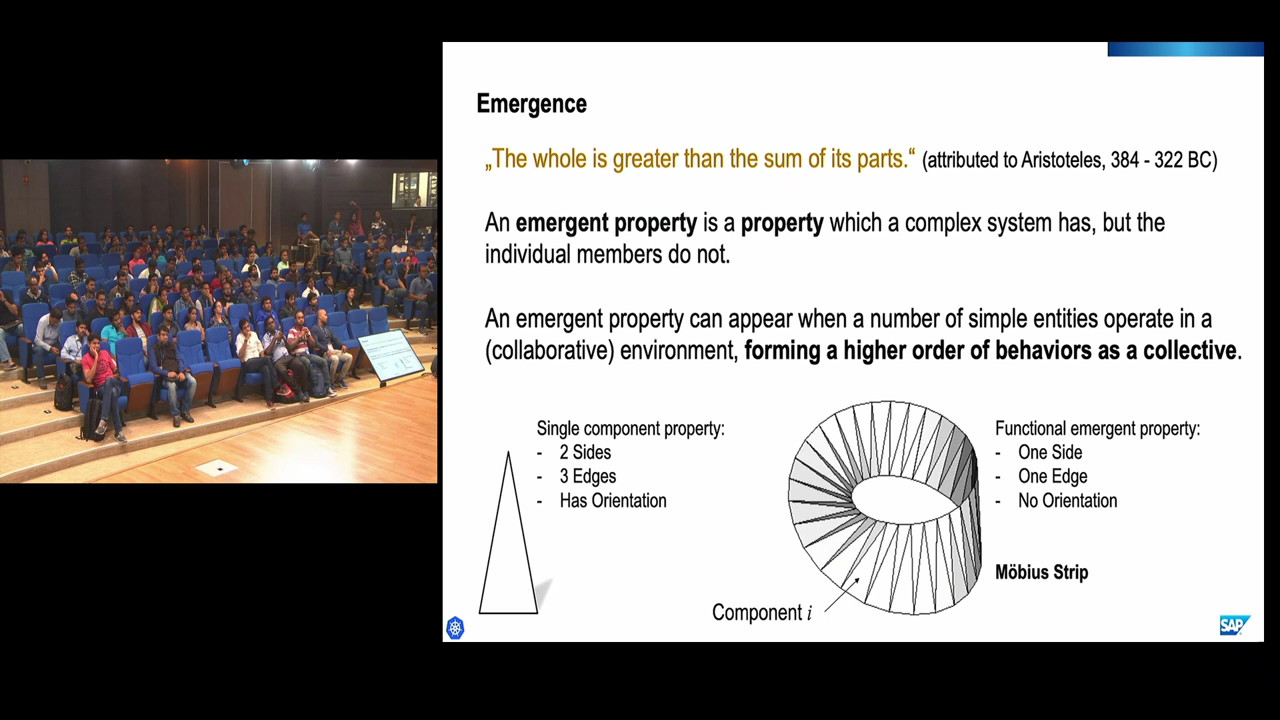 Emergence
„The whole is greater than the sum of its parts.“ (attributed to Aristoteles, 384 - 322 BC)
An emergent property is a property which a complex system has, but the
individual members do not.
An emergent property can appear when a number of simple entities operate in a
(collaborative) environment, forming a higher order of behaviors as a collective.
Single component property:
- 2 Sides
- 3 Edges
- Has Orientation
Functional emergent property:
- One Side
- One Edge
- No Orientation
Möbius Strip
Component i
SAP